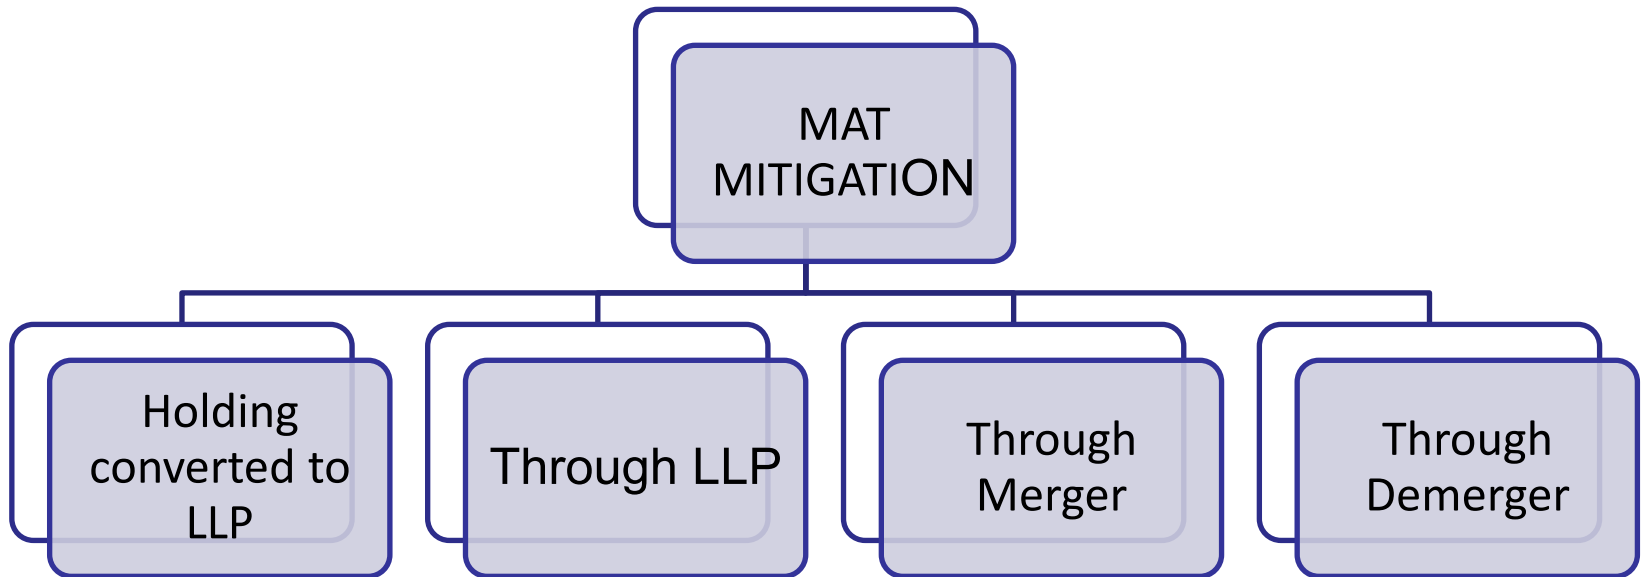 MAT
MITIGATION
Holding
converted to
LLP
Through LLP
Through
Merger
Through
Demerger